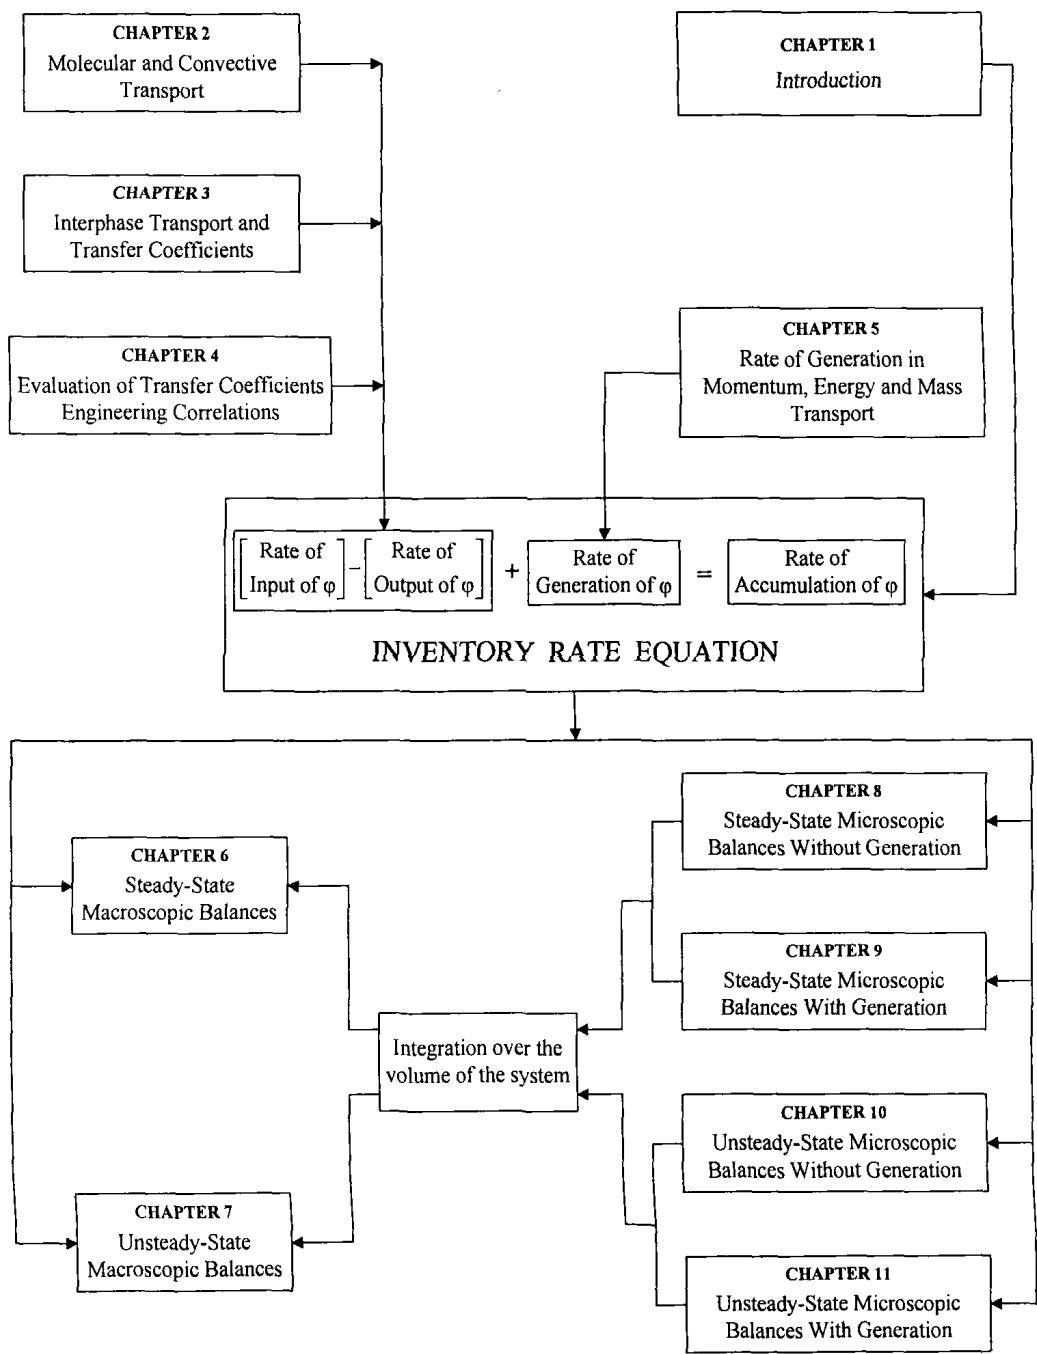 CHAPTER 2
Molecular and Convective
Transport
CHAPTER 1
Introduction
CHAPTER 3
Interphase Transport and
Transfer Coefficients
CHAPTER 4
Evaluation of Transfer Coefficients
Engineering Correlations
CHAPTER 5
Rate of Generation in
Momentum, Energy and Mass
Transport
[Rate of Input of φ] − [Rate of Output of φ] + Rate of Generation of φ = Rate of Accumulation of φ
INVENTORY RATE EQUATION
CHAPTER 8
Steady-State Microscopic
Balances Without Generation
CHAPTER 6
Steady-State
Macroscopic Balances
CHAPTER 9
Steady-State Microscopic
Balances With Generation
Integration over the
volume of the system
CHAPTER 10
Unsteady-State Microscopic
Balances Without Generation
CHAPTER 7
Unsteady-State
Macroscopic Balances
CHAPTER 11
Unsteady-State Microscopic
Balances With Generation